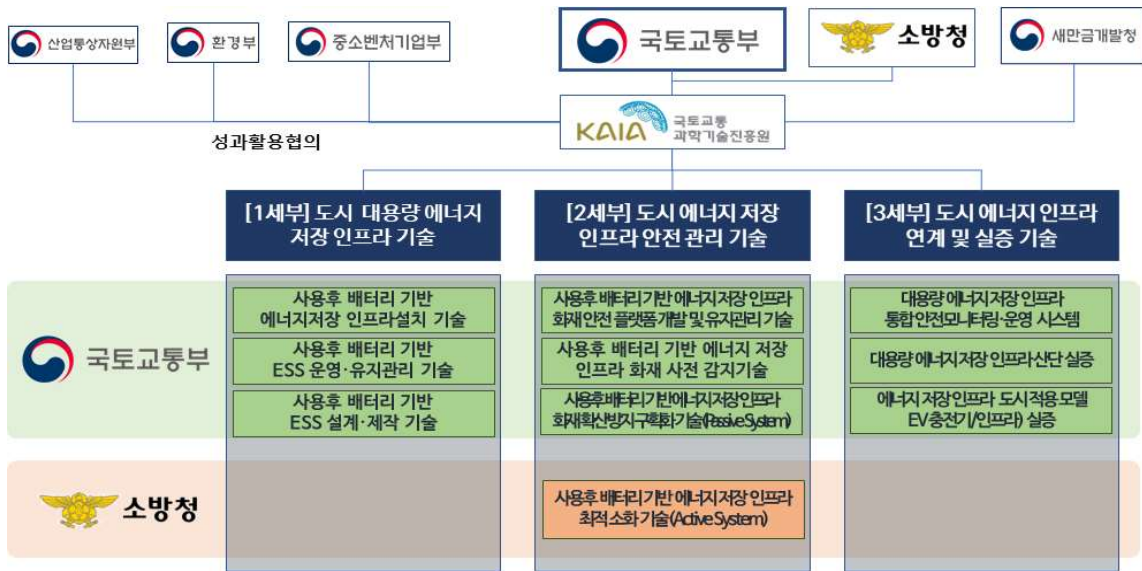 산업통상자원부
환경부
중소벤처기업부
국토교통부
소방청
새만금개발청
KAIA 국토교통
과학기술진흥원
성과활용협의
[1세부] 도시 대용량 에너지
저장 인프라 기술
[2세부] 도시 에너지 저장
인프라 안전 관리 기술
[3세부] 도시 에너지 인프라
연계 및 실증 기술
국토교통부
사용후 배터리 기반
에너지저장 인프라설치 기술
사용후 배터리 기반
ESS 운영·유지관리 기술
사용후 배터리 기반
ESS 설계·제작 기술
사용후 배터리 기반 에너지 저장 인프라
화재 안전 플랫폼 개발 및 유지관리 기술
사용후 배터리 기반 에너지 저장
인프라 화재 사전 감지기술
사용후 배터리 기반 에너지 저장 인프라
화재확산방지구획화 기술(Passive System)
대용량 에너지 저장 인프라
통합 안전모니터링·운영 시스템
대용량 에너지 저장 인프라 산단 실증
에너지 저장 인프라 도시 적용 모델
EV 충전기/인프라) 실증
소방청
사용후 배터리 기반 에너지 저장 인프라
최적 소화 기술(Active System)